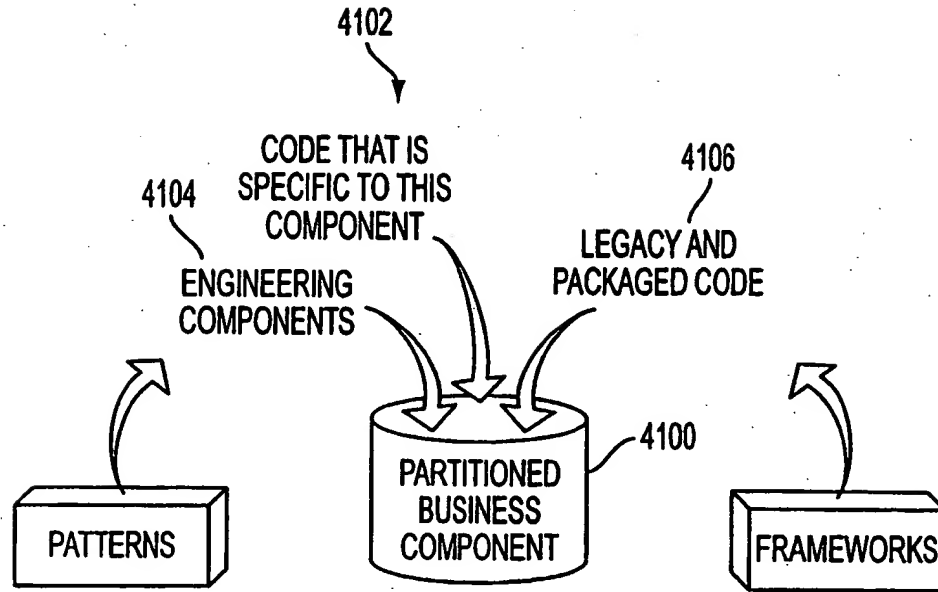 4102
CODE THAT IS
SPECIFIC TO THIS
COMPONENT
4104
ENGINEERING
COMPONENTS
4106
LEGACY AND
PACKAGED CODE
4100
PARTITIONED
BUSINESS
COMPONENT
PATTERNS
FRAMEWORKS